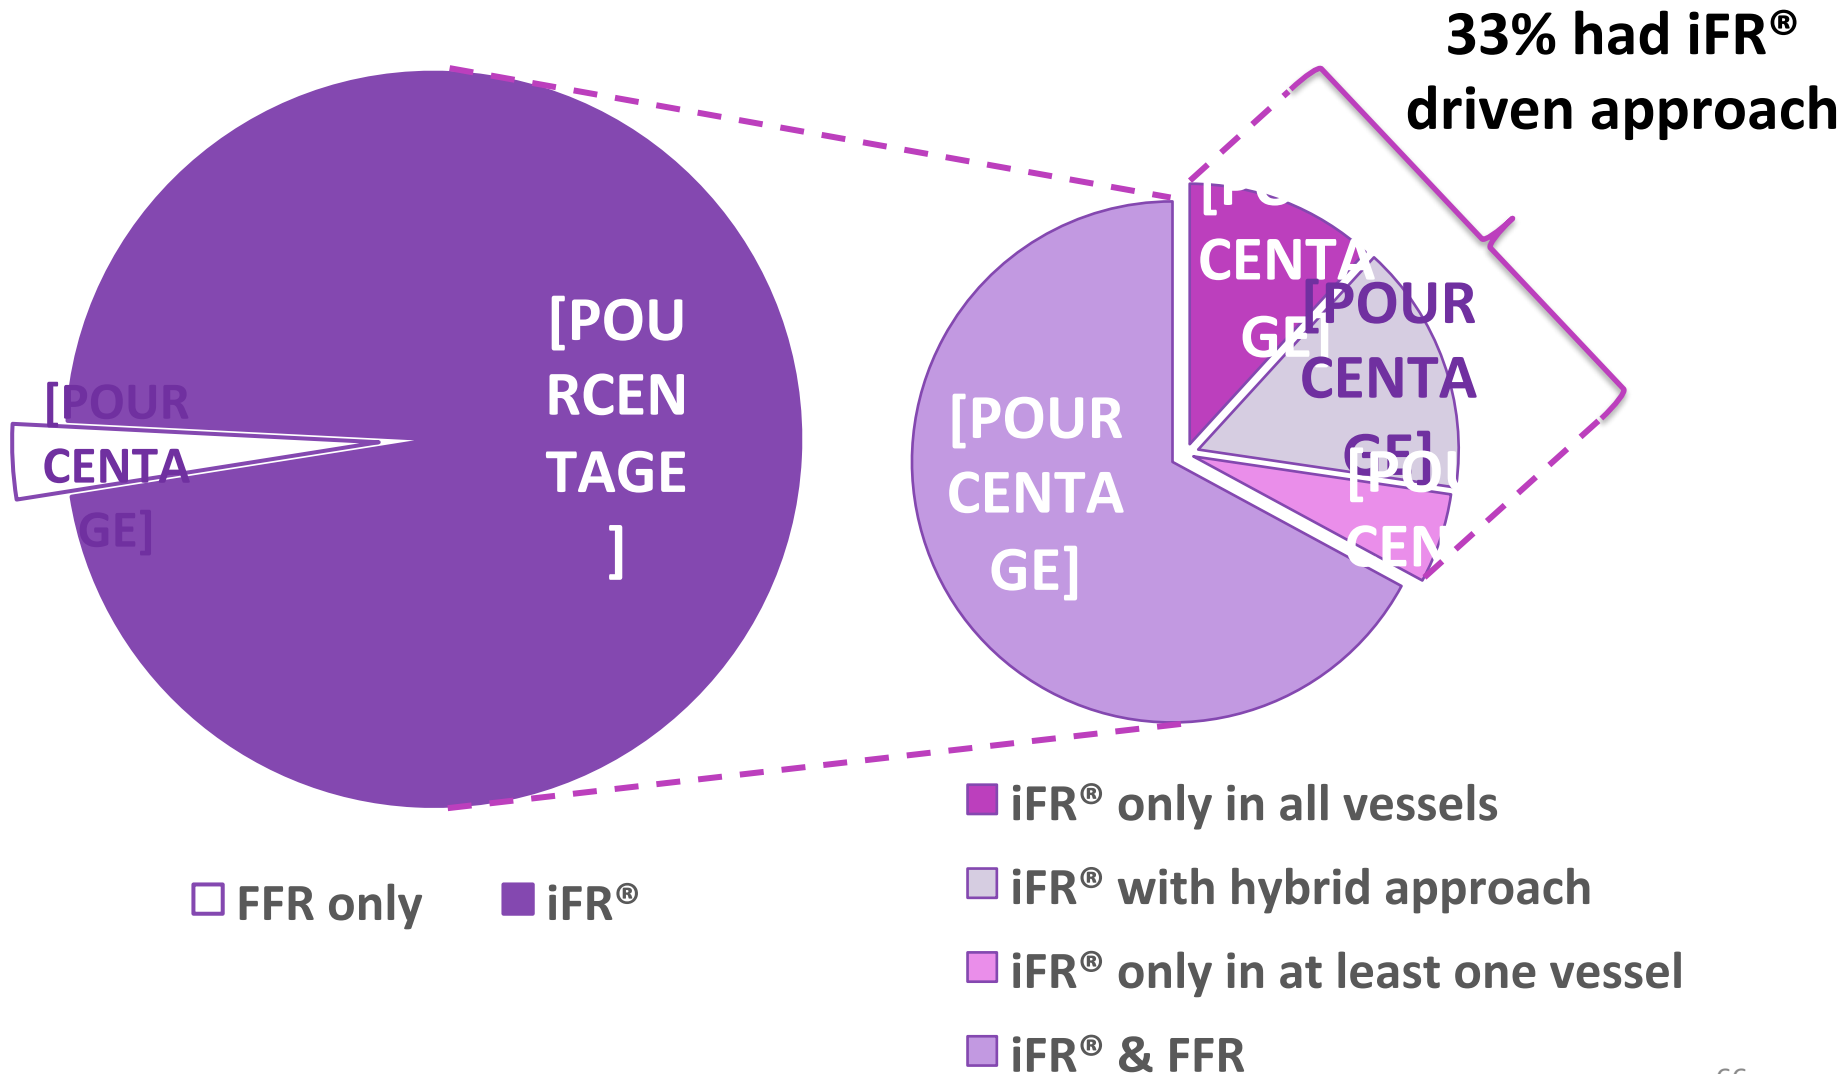 33% had iFR®
driven approach
[POU
RCEN
TAGE
]
[POUR
CENTA
GE]
[POUR
CENTA
GE]
CENTA
GE]
[POUR
CENTA
GE]
FFR only
iFR®
iFR® only in all vessels
iFR® with hybrid approach
iFR® only in at least one vessel
iFR® & FFR